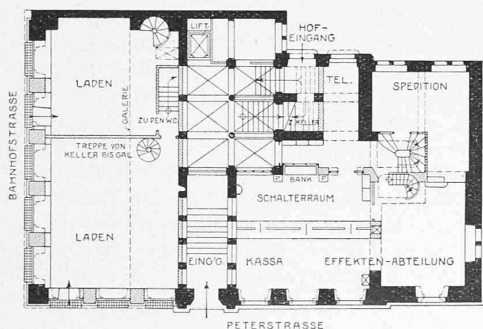 LIFT
HOF-
EINGANG
LADEN
TEL.
SPEDITION
GALERIE
ZU DEN W.C.
Z. KELLER
BAHNHOFSTRASSE
TREPPE VON
KELLER BIS GAL
P
BANK
P
SCHALTERRAUM
LADEN
EING'G.
KASSA
EFFEKTEN-ABTEILUNG
PETERSTRASSE